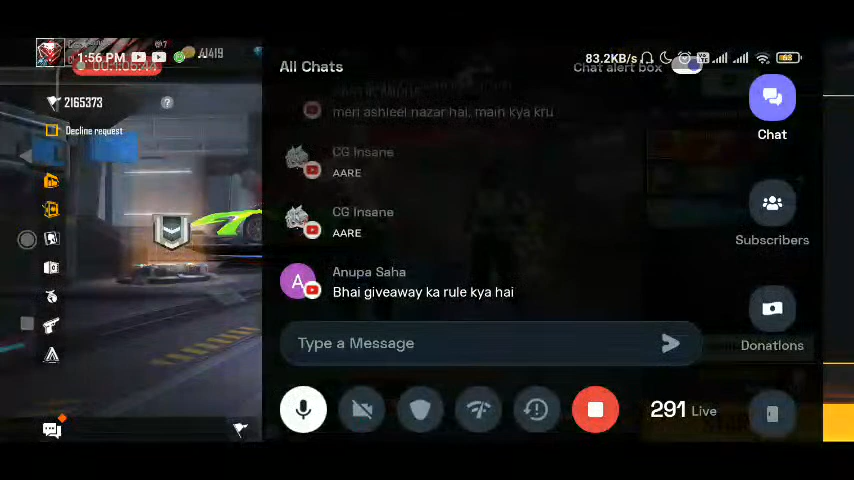 1:56 PM
83.2KB/s
63
AJ419
All Chats
Chat alert box
2165373
?
Decline request
meri ashleel nazar hai, main kya kru
CG Insane
AARE
CG Insane
AARE
A
Anupa Saha
Bhai giveaway ka rule kya hai
Type a Message
291 Live
Chat
Subscribers
Donations